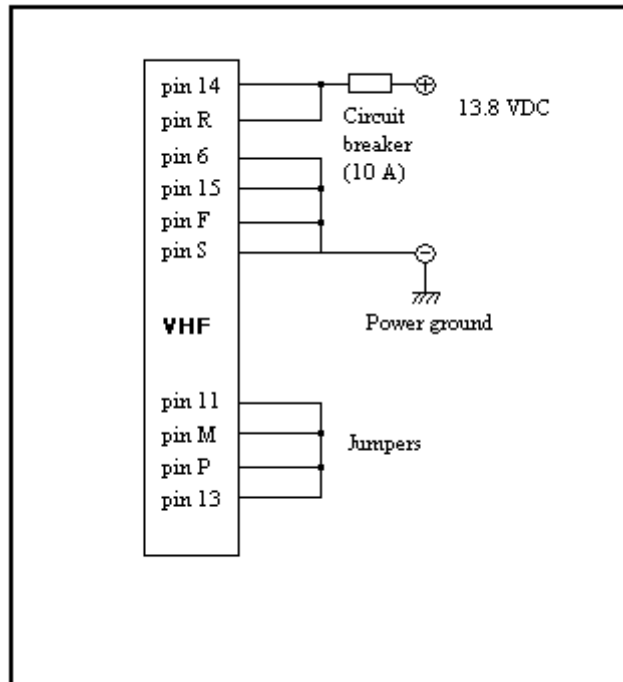 pin 14
pin R
pin 6
pin 15
pin F
pin S
VHF
pin 11
pin M
pin P
pin 13
Circuit
breaker
(10 A)
13.8 VDC
Power ground
Jumpers